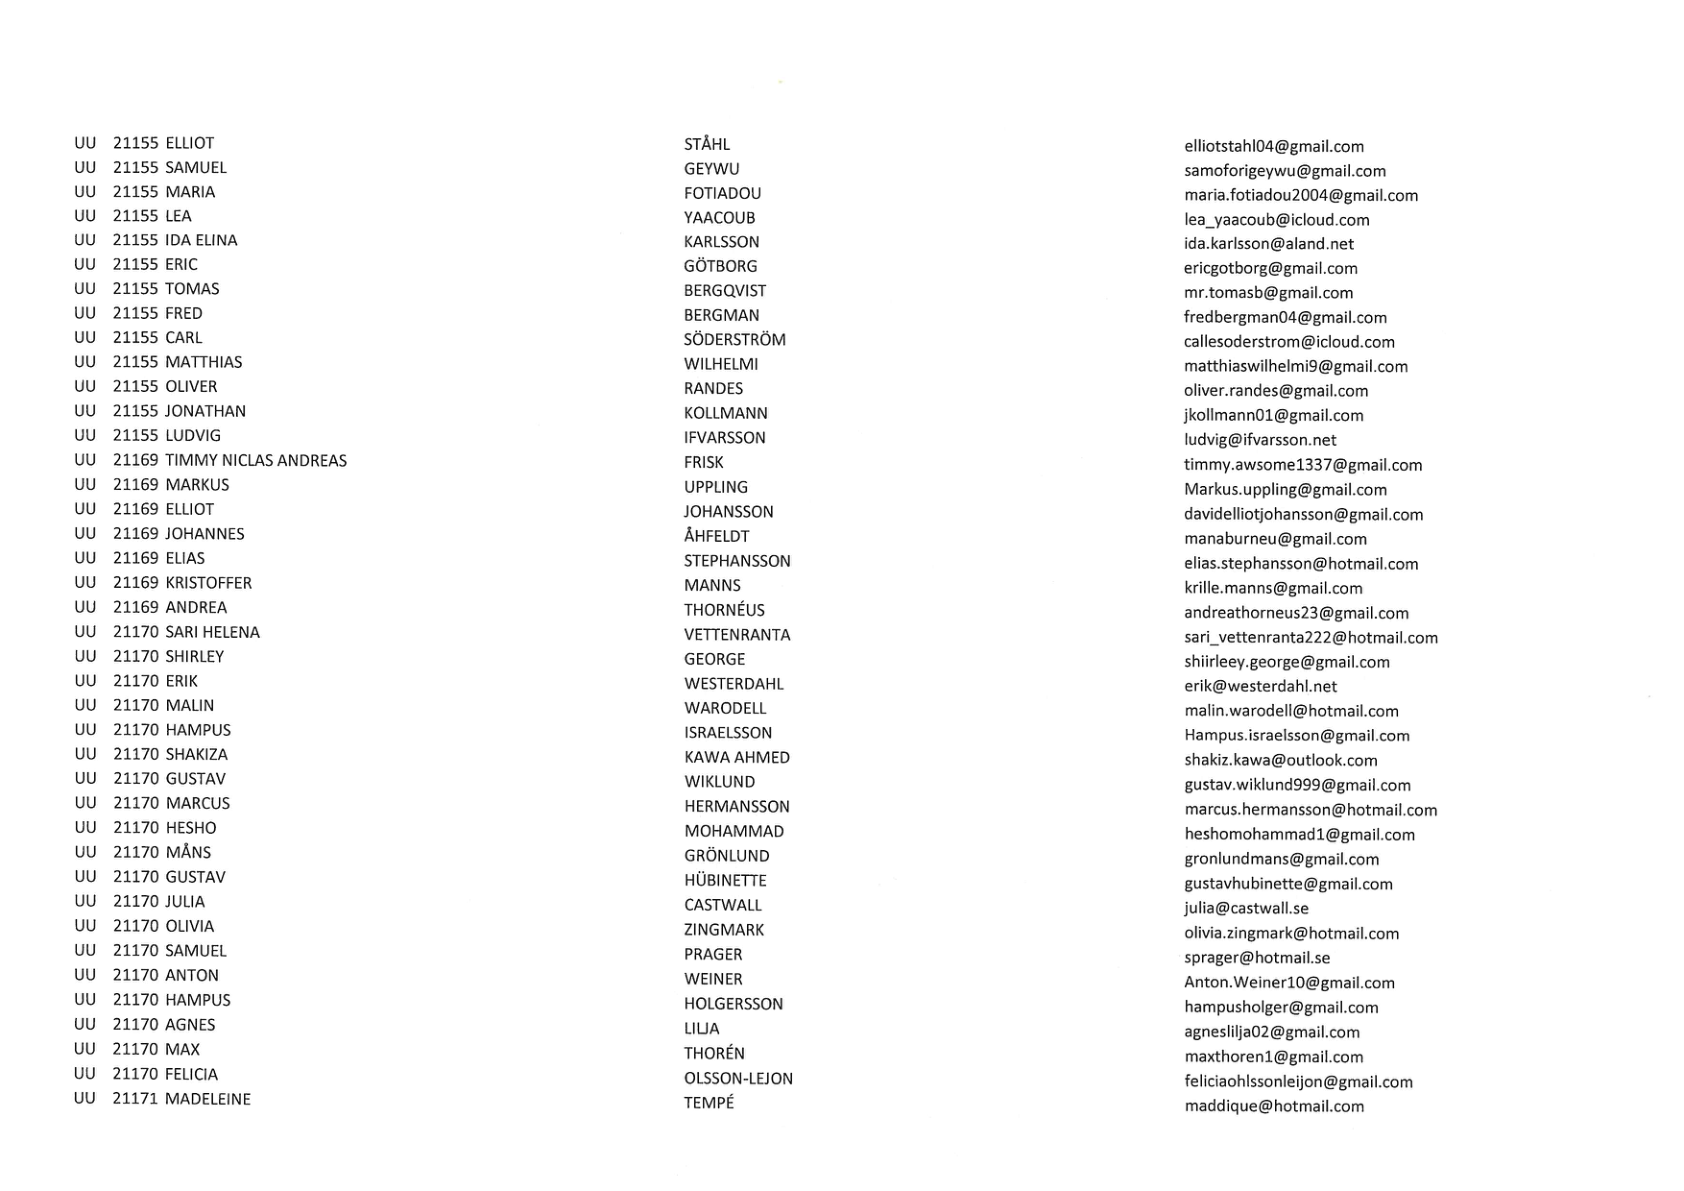 UU 21155 ELLIOT STÅHL elliotstahl04@gmail.com
UU 21155 SAMUEL GEYWU samoforigeywu@gmail.com
UU 21155 MARIA FOTIADOU maria.fotiadou2004@gmail.com
UU 21155 LEA YAACOUB lea_yaacoub@icloud.com
UU 21155 IDA ELINA KARLSSON ida.karlsson@aland.net
UU 21155 ERIC GÖTBORG ericgotborg@gmail.com
UU 21155 TOMAS BERGQVIST mr.tomasb@gmail.com
UU 21155 FRED BERGMAN fredbergman04@gmail.com
UU 21155 CARL SÖDERSTRÖM callesoderstrom@icloud.com
UU 21155 MATTHIAS WILHELMI matthiaswilhelmi9@gmail.com
UU 21155 OLIVER RANDES oliver.randes@gmail.com
UU 21155 JONATHAN KOLLMANN jkollmann01@gmail.com
UU 21155 LUDVIG IFVARSSON ludvig@ifvarsson.net
UU 21169 TIMMY NICLAS ANDREAS FRISK timmy.awsome1337@gmail.com
UU 21169 MARKUS UPPLING Markus.uppling@gmail.com
UU 21169 ELLIOT JOHANSSON davidelliotjohansson@gmail.com
UU 21169 JOHANNES ÅHFELDT manaburneu@gmail.com
UU 21169 ELIAS STEPHANSSON elias.stephansson@hotmail.com
UU 21169 KRISTOFFER MANNS krille.manns@gmail.com
UU 21169 ANDREA THORNÉUS andreathorneus23@gmail.com
UU 21170 SARI HELENA VETTENRANTA sari_vettenranta222@hotmail.com
UU 21170 SHIRLEY GEORGE shiirleey.george@gmail.com
UU 21170 ERIK WESTERDAHL erik@westerdahl.net
UU 21170 MALIN WARODELL malin.warodell@hotmail.com
UU 21170 HAMPUS ISRAELSSON Hampus.israelsson@gmail.com
UU 21170 SHAKIZA KAWA AHMED shakiz.kawa@outlook.com
UU 21170 GUSTAV WIKLUND gustav.wiklund999@gmail.com
UU 21170 MARCUS HERMANSSON marcus.hermansson@hotmail.com
UU 21170 HESHO MOHAMMAD heshomohammad1@gmail.com
UU 21170 MÅNS GRÖNLUND gronlundmans@gmail.com
UU 21170 GUSTAV HÜBINETTE gustavhubinette@gmail.com
UU 21170 JULIA CASTWALL julia@castwall.se
UU 21170 OLIVIA ZINGMARK olivia.zingmark@hotmail.com
UU 21170 SAMUEL PRAGER sprager@hotmail.se
UU 21170 ANTON WEINER Anton.Weiner10@gmail.com
UU 21170 HAMPUS HOLGERSSON hampusholger@gmail.com
UU 21170 AGNES LILJA agneslilja02@gmail.com
UU 21170 MAX THORÉN maxthoren1@gmail.com
UU 21170 FELICIA OLSSON-LEJON feliciaohlssonleijon@gmail.com
UU 21171 MADELEINE TEMPÉ maddique@hotmail.com